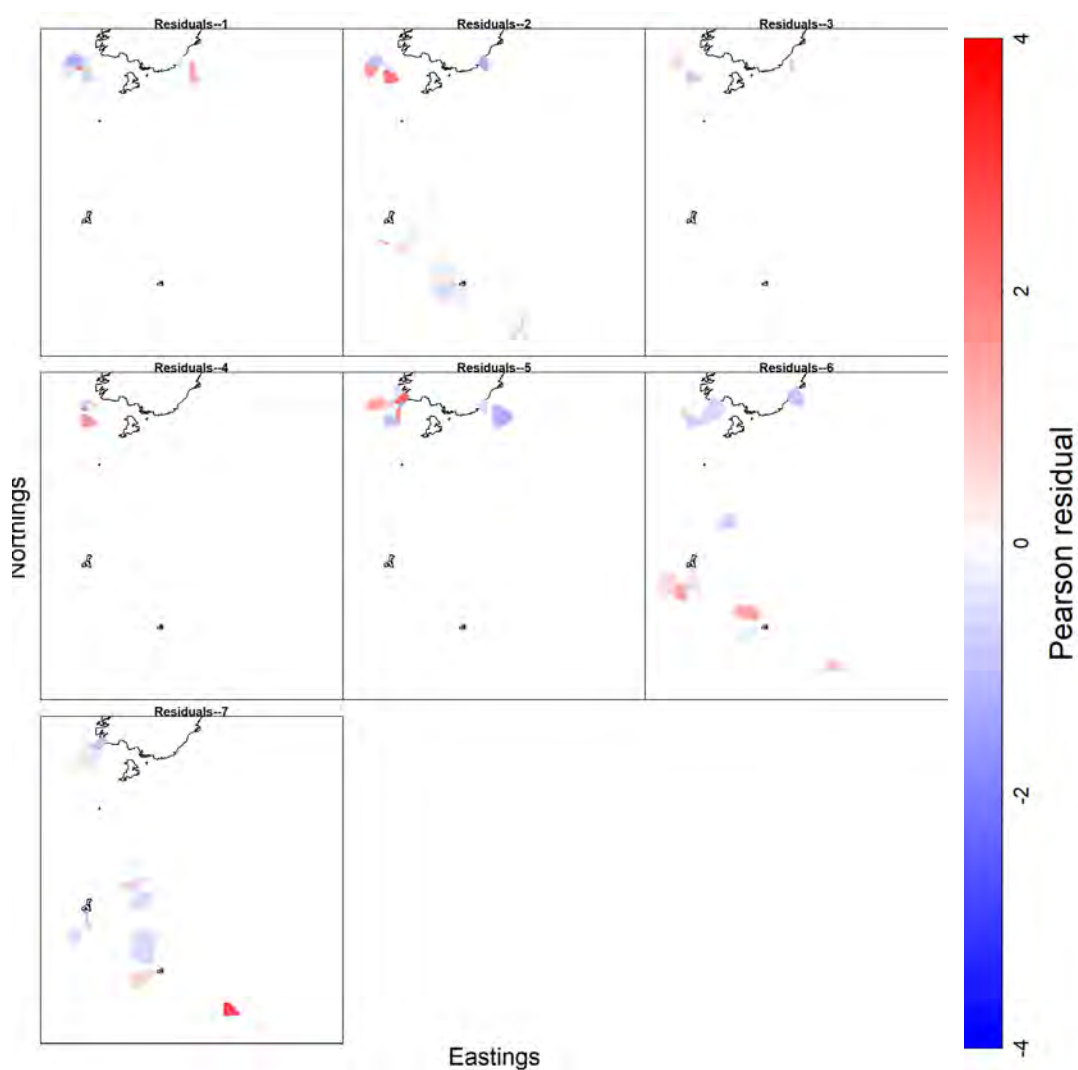 Residuals--1
Residuals--2
Residuals--3
Residuals--4
Residuals--5
Residuals--6
Residuals--7
Northings
Eastings
4
2
0
-2
-4
Pearson residual